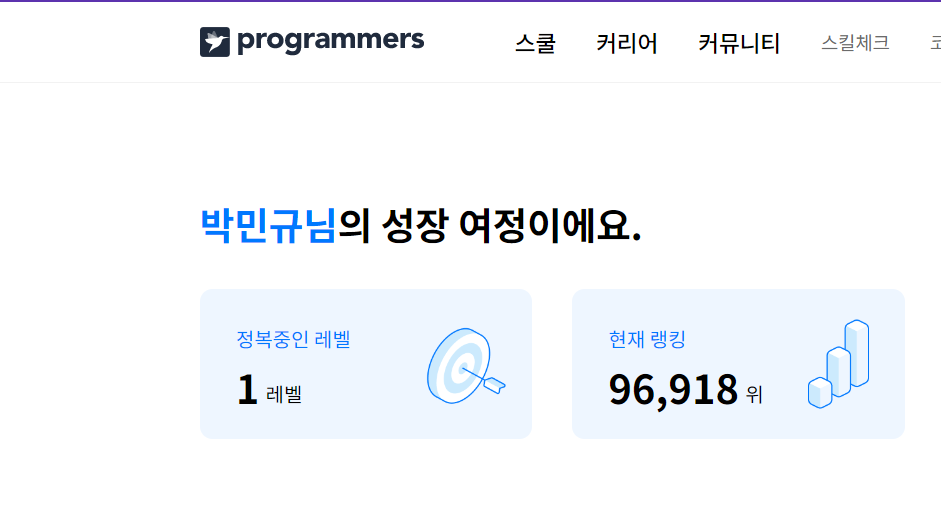 programmers 스쿨 커리어 커뮤니티 스킬체크
박민규님의 성장 여정이에요.
정복중인 레벨
1 레벨
현재 랭킹
96,918 위